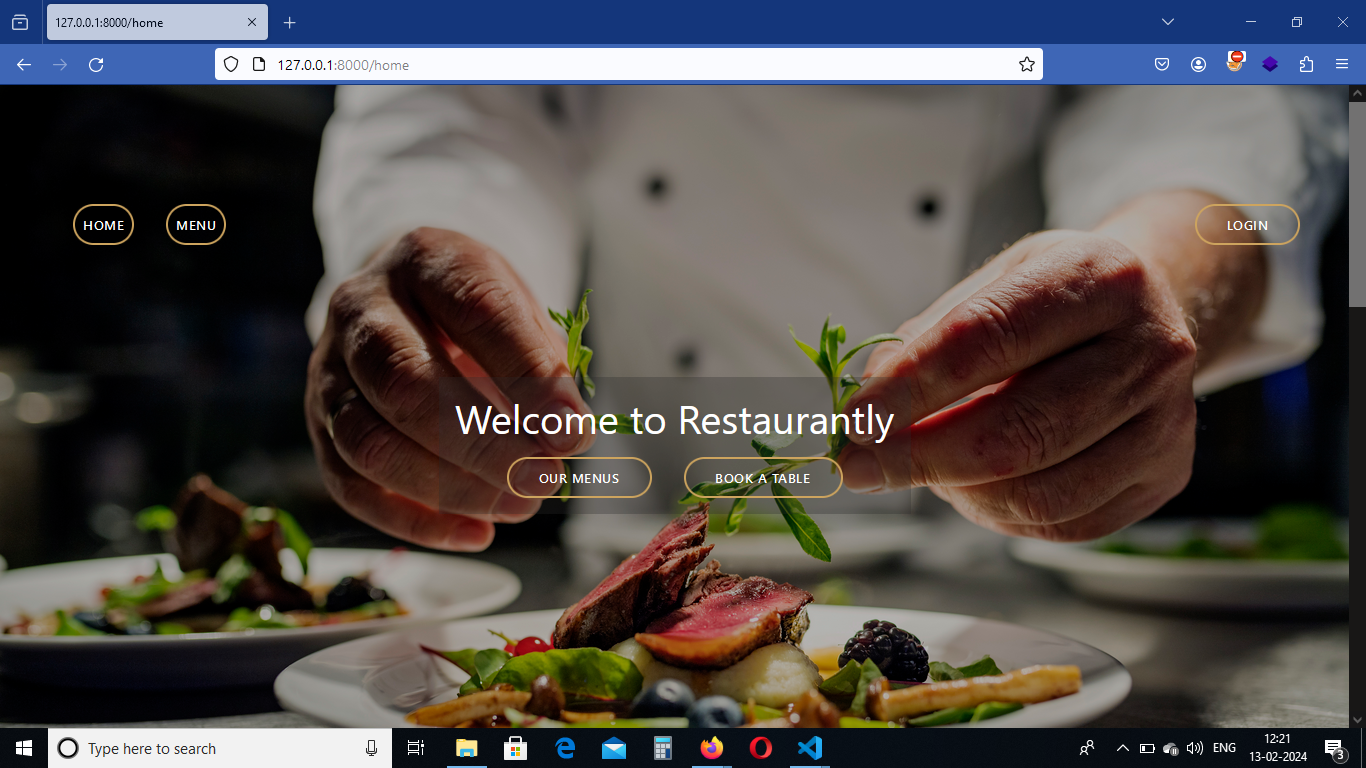 127.0.0.1:8000/home
127.0.0.1:8000/home
HOME MENU LOGIN
Welcome to Restaurantly
OUR MENUS BOOK A TABLE
Type here to search
ENG
12:21
13-02-2024
3